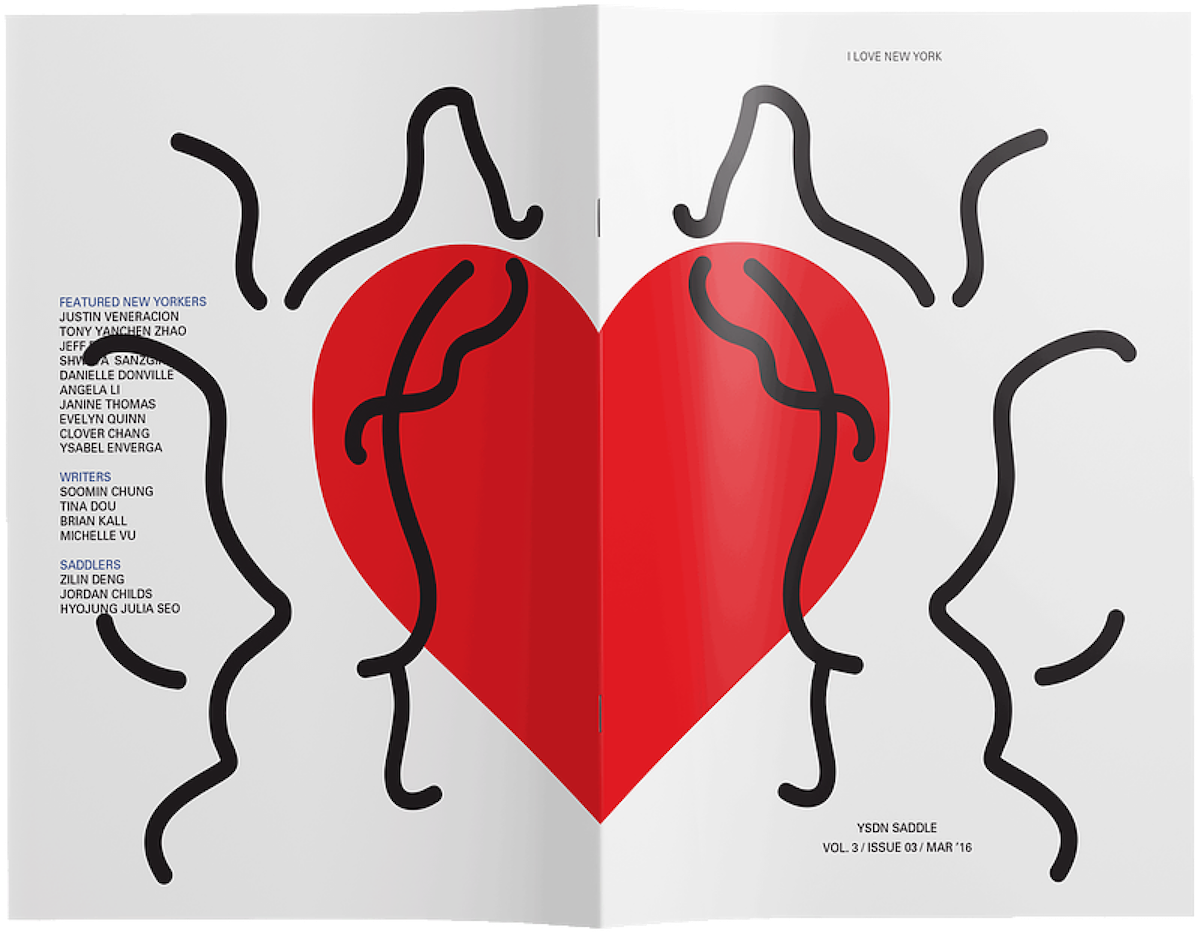 I LOVE NEW YORK
FEATURED NEW YORKERS
JUSTIN VENERACION
TONY YANCHEN ZHAO
JEFF
DANIELLE DONVILLE
ANGELA LI
JANINE THOMAS
EVELYN QUINN
CLOVER CHANG
YSABEL ENVERGA
WRITERS
SOOMIN CHUNG
TINA DOU
BRIAN KALL
MICHELLE VU
SADDLERS
ZILIN DENG
JORDAN CHILDS
HYOJUNG JULIA SEO
YSDN SADDLE
VOL. 3 / ISSUE 03 / MAR '16